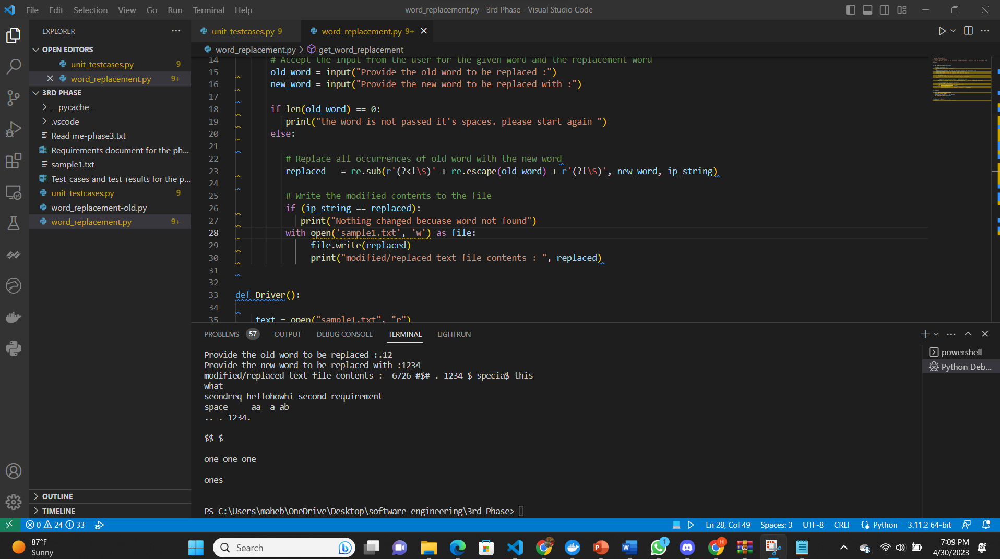 File Edit Selection View Go Run Terminal Help
word_replacement.py - 3rd Phase - Visual Studio Code
EXPLORER
OPEN EDITORS
unit_testcases.py 9
word_replacement.py 9+
3RD PHASE
__pycache__
.vscode
Read me-phase3.txt
Requirements document for the ph...
sample1.txt
Test_cases and test_results for the p...
unit_testcases.py 9
word_replacement-old.py
word_replacement.py 9+
OUTLINE
TIMELINE
unit_testcases.py 9
word_replacement.py 9+
word_replacement.py > get_word_replacement
14 # Accept the input from the user for the given word and the replacement word
15 old_word = input("Provide the old word to be replaced :")
16 new_word = input("Provide the new word to be replaced with :")
17
18 if len(old_word) == 0:
19 print("the word is not passed it's spaces. please start again ")
20 else:
21
22 # Replace all occurrences of old word with the new word
23 replaced   = re.sub(r'(?<!\S)' + re.escape(old_word) + r'(?!\S)', new_word, ip_string)
24
25 # Write the modified contents to the file
26 if (ip_string == replaced):
27 print("Nothing changed becuase word not found")
28 with open('sample1.txt', 'w') as file:
29 file.write(replaced)
30 print("modified/replaced text file contents : ", replaced)
31
32
33 def Driver():
34
35 text = open("sample1.txt", "r")
PROBLEMS 57 OUTPUT DEBUG CONSOLE TERMINAL LIGHTRUN
Provide the old word to be replaced :.12
Provide the new word to be replaced with :1234
modified/replaced text file contents :  6726 #$# . 1234 $ specia$ this
what
seondreq hellohowhi second requirement
space     aa  a ab
.. . 1234.
$$ $
one one one
ones
PS C:\Users\maheb\OneDrive\Desktop\software engineering\3rd Phase>
powershell
Python Deb...
0 24 33
Ln 28, Col 49 Spaces: 3 UTF-8 CRLF Python 3.11.2 64-bit
87°F
Sunny
Search
1
H
7:09 PM
4/30/2023